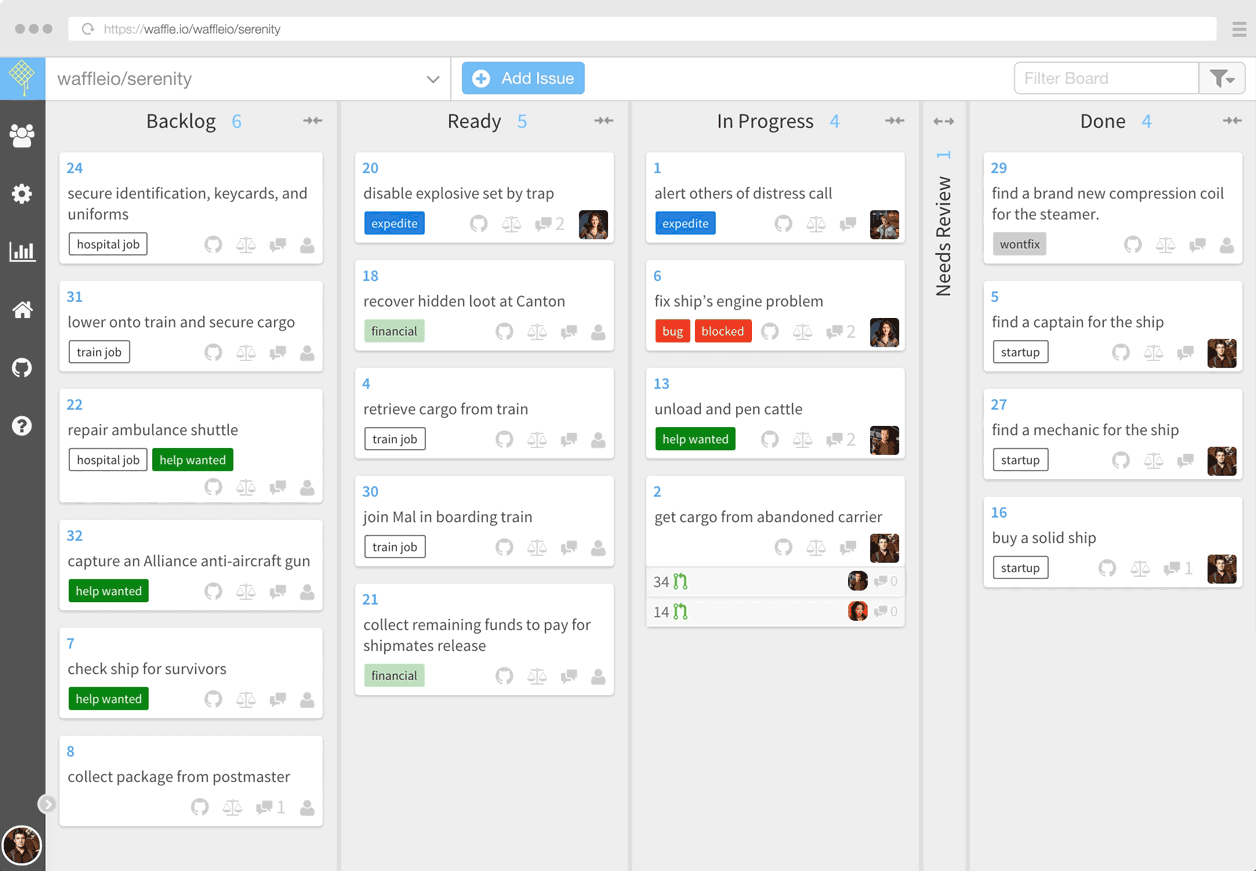 https://waffle.io/waffleio/serenity
waffleio/serenity
Add Issue
Filter Board
Backlog 6
24
secure identification, keycards, and
uniforms
hospital job
31
lower onto train and secure cargo
train job
22
repair ambulance shuttle
hospital job help wanted
32
capture an Alliance anti-aircraft gun
help wanted
7
check ship for survivors
help wanted
8
collect package from postmaster
1
Ready 5
20
disable explosive set by trap
expedite 2
18
recover hidden loot at Canton
financial
4
retrieve cargo from train
train job
30
join Mal in boarding train
train job
21
collect remaining funds to pay for
shipmates release
financial
In Progress 4
1
alert others of distress call
expedite
6
fix ship’s engine problem
bug blocked 2
13
unload and pen cattle
help wanted 2
2
get cargo from abandoned carrier
34 0
14 0
Needs Review 1
Done 4
29
find a brand new compression coil
for the steamer.
wontfix
5
find a captain for the ship
startup
27
find a mechanic for the ship
startup
16
buy a solid ship
startup 1